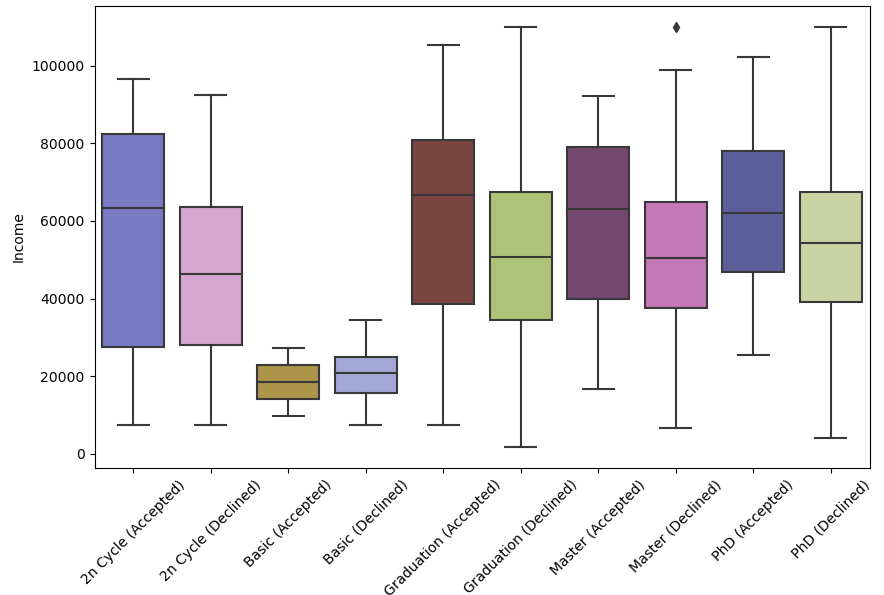 Income
100000
80000
60000
40000
20000
0
2n Cycle (Accepted)
2n Cycle (Declined)
Basic (Accepted)
Basic (Declined)
Graduation (Accepted)
Graduation (Declined)
Master (Accepted)
Master (Declined)
PhD (Accepted)
PhD (Declined)